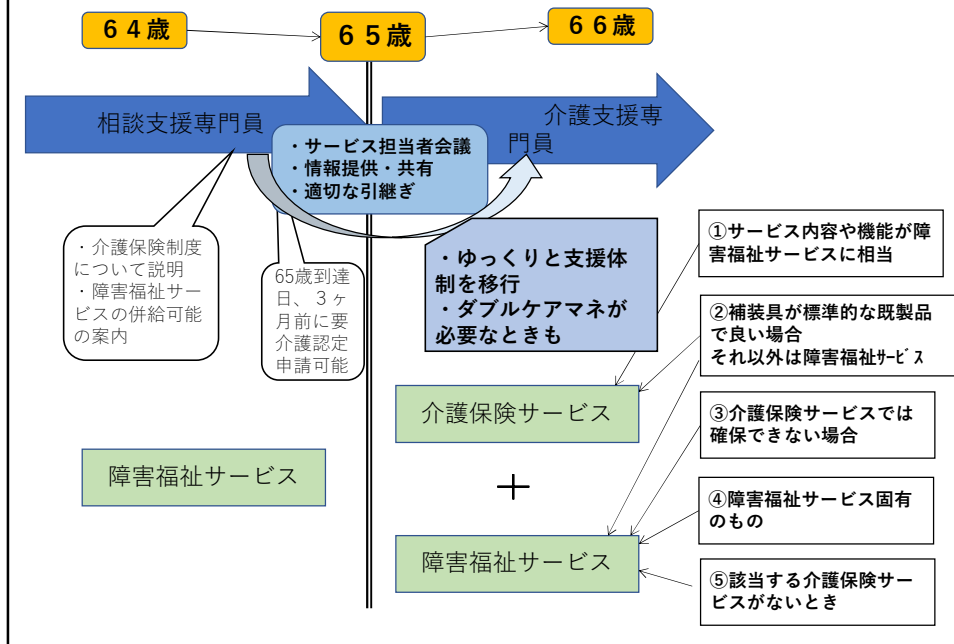 ６４歳
６５歳
６６歳
相談支援専門員
介護支援専
門員
・サービス担当者会議
・情報提供・共有
・適切な引継ぎ
・介護保険制度
について説明
・障害福祉サー
ビスの併給可能
の案内
65歳到達
日、３ヶ
月前に要
介護認定
申請可能
・ゆっくりと支援体
制を移行
・ダブルケアマネが
必要なときも
①サービス内容や機能が障
害福祉サービスに相当
②補装具が標準的な既製品
で良い場合
それ以外は障害福祉ｻｰﾋﾞｽ
③介護保険サービスでは
確保できない場合
④障害福祉サービス固有
のもの
⑤該当する介護保険サー
ビスがないとき
介護保険サービス
＋
障害福祉サービス
障害福祉サービス